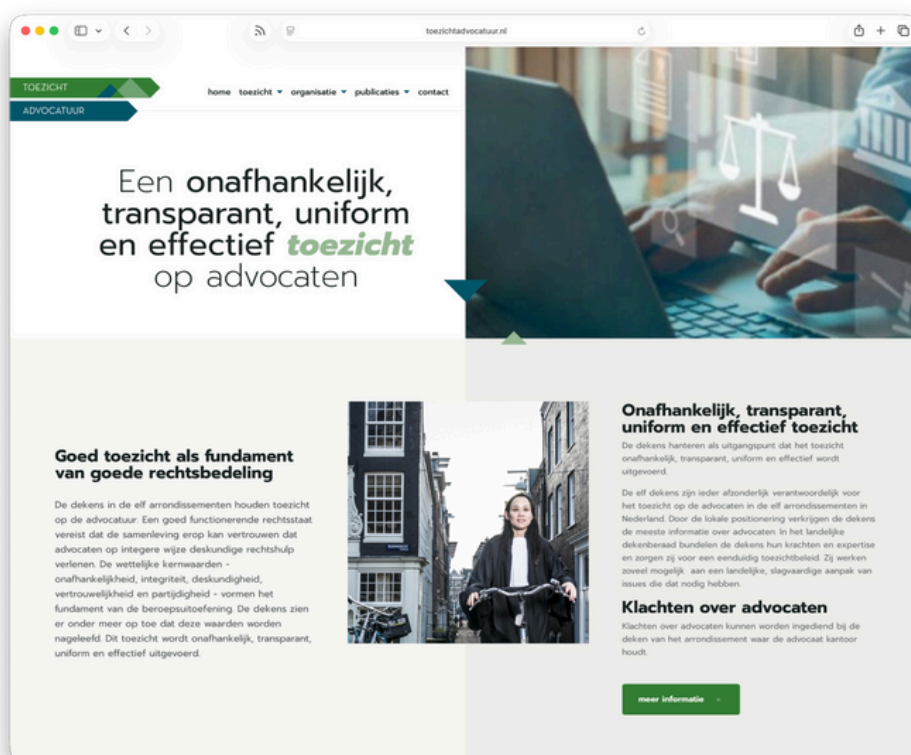 toezichtadvocatuur.nl
TOEZICHT
ADVOCATUUR
home toezicht organisatie publicaties contact
Een onafhankelijk,
transparant, uniform
en effectief toezicht
op advocaten
Goed toezicht als fundament
van goede rechtsbedeling
De dekens in de elf arrondissementen houden toezicht
op de advocatuur. Een goed functionerende rechtsstaat
vereist dat de samenleving erop kan vertrouwen dat
advocaten op integere wijze deskundige rechtshulp
verlenen. De wettelijke kernwaarden -
onafhankelijkheid, integriteit, deskundigheid,
vertrouwelijkheid en partijdigheid - vormen het
fundament van de beroepsuitoefening. De dekens zien
er onder meer op toe dat deze waarden worden
nageleefd. Dit toezicht wordt onafhankelijk, transparant,
uniform en effectief uitgevoerd.
Onafhankelijk, transparant,
uniform en effectief toezicht
De dekens hanteren als uitgangspunt dat het toezicht
onafhankelijk, transparant, uniform en effectief wordt
uitgevoerd.
De elf dekens zijn ieder afzonderlijk verantwoordelijk voor
het toezicht op de advocaten in de elf arrondissementen in
Nederland. Door de lokale positionering verkrijgen de dekens
de meeste informatie over advocaten. In het landelijke
dekenberaad bundelen de dekens hun krachten en expertise
en zorgen zij voor een eenduidig toezichtbeleid. Zij werken
zoveel mogelijk aan een landelijke, slagvaardige aanpak van
issues die dat nodig hebben.
Klachten over advocaten
Klachten over advocaten kunnen worden ingediend bij de
deken van het arrondissement waar de advocaat kantoor
houdt.
meer informatie